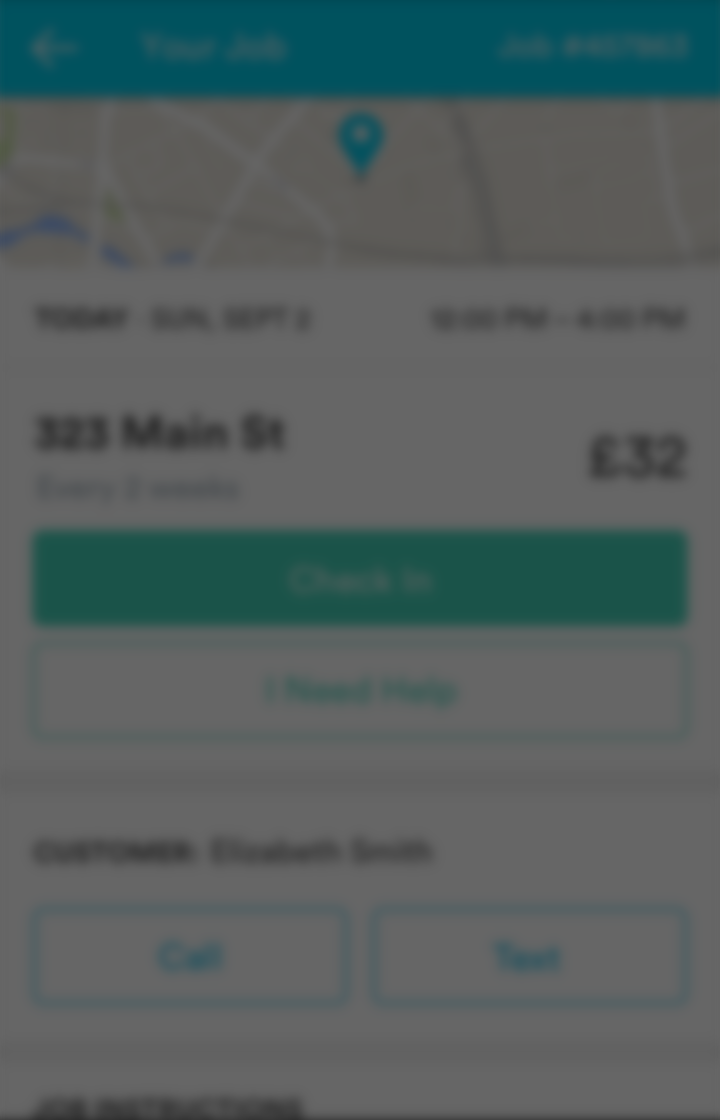 Your Job Job #407863
TODAY · SUN, SEPT 2 12:00 PM – 4:00 PM
323 Main St
£32
Every 2 weeks
Check In
I Need Help
CUSTOMER: Elizabeth Smith
Call Text
JOB INSTRUCTIONS